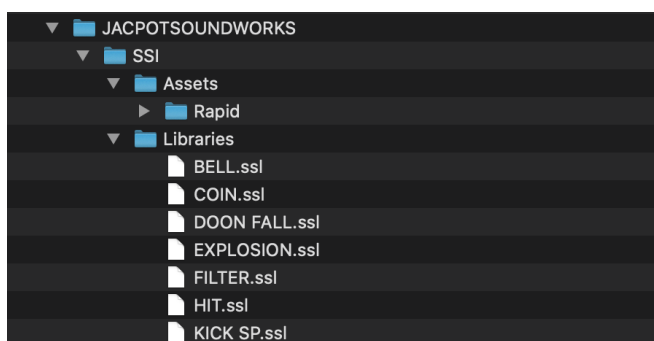 JACPOTSOUNDWORKS
SSI
Assets
Rapid
Libraries
BELL.ssl
COIN.ssl
DOON FALL.ssl
EXPLOSION.ssl
FILTER.ssl
HIT.ssl
KICK SP.ssl